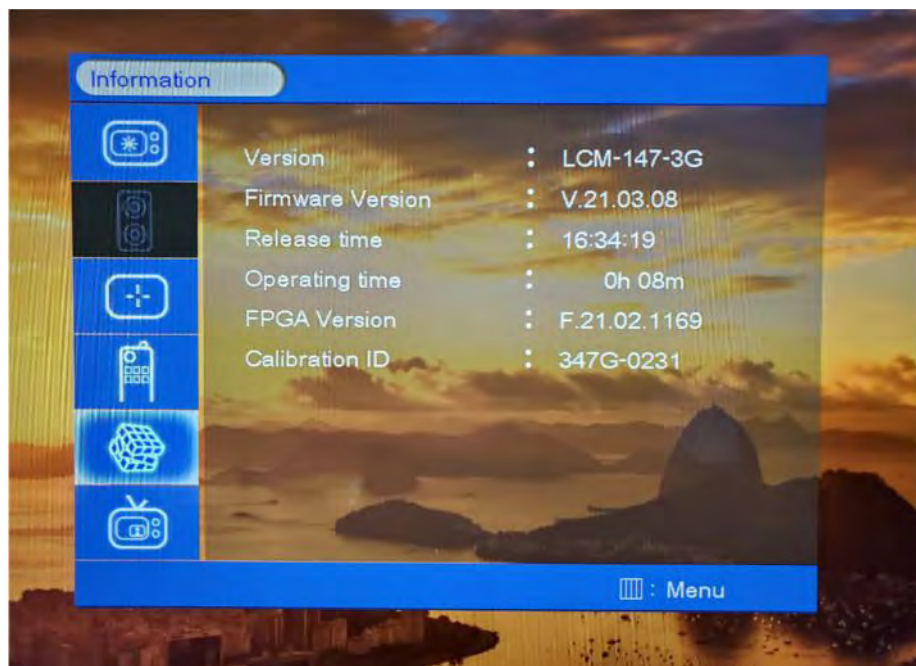 Information
Version : LCM-147-3G
Firmware Version : V.21.03.08
Release time : 16:34:19
Operating time : 0h 08m
FPGA Version : F.21.02.1169
Calibration ID : 347G-0231
: Menu